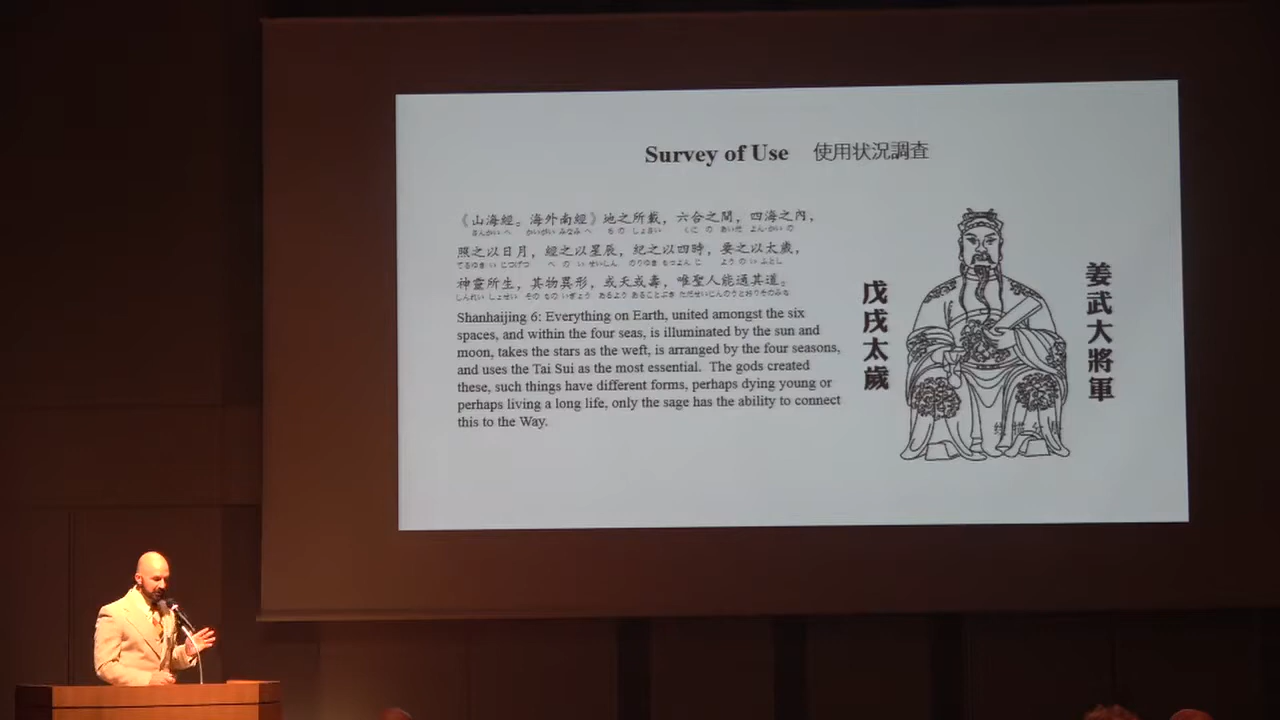 Survey of Use 使用状況調査
《山海經。海外南經》地之所載，六合之間，四海之內，
照之以日月，經之以星辰，紀之以四時，要之以太歲，
神靈所生，其物異形，或夭或壽，唯聖人能通其道。
Shanhaijing 6: Everything on Earth, united amongst the six
spaces, and within the four seas, is illuminated by the sun and
moon, takes the stars as the weft, is arranged by the four seasons,
and uses the Tai Sui as the most essential. The gods created
these, such things have different forms, perhaps dying young or
perhaps living a long life, only the sage has the ability to connect
this to the Way.
戊戌太歲
姜武大將軍